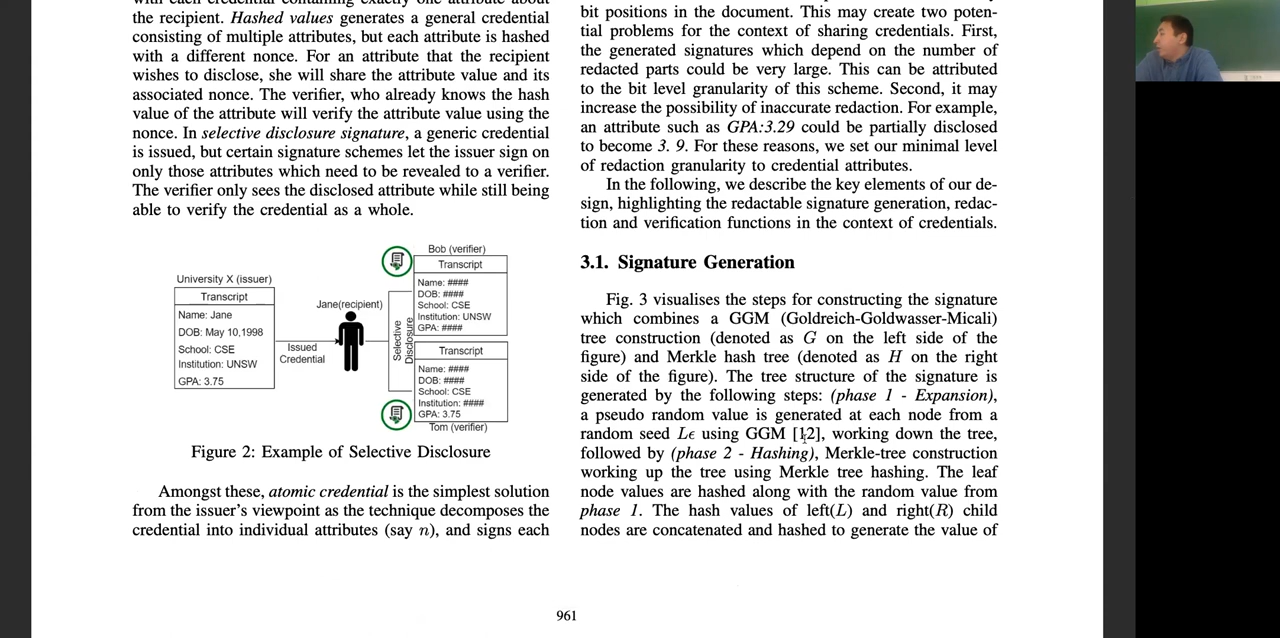 with each credential containing exactly one attribute about
the recipient. Hashed values generates a general credential
consisting of multiple attributes, but each attribute is hashed
with a different nonce. For an attribute that the recipient
wishes to disclose, she will share the attribute value and its
associated nonce. The verifier, who already knows the hash
value of the attribute will verify the attribute value using the
nonce. In selective disclosure signature, a generic credential
is issued, but certain signature schemes let the issuer sign on
only those attributes which need to be revealed to a verifier.
The verifier only sees the disclosed attribute while still being
able to verify the credential as a whole.
University X (issuer)
Transcript
Name: Jane
DOB: May 10,1998
School: CSE
Institution: UNSW
GPA: 3.75
Issued
Credential
Jane(recipient)
Selective
Disclosure
Bob (verifier)
Transcript
Name: ####
DOB: ####
School: CSE
Institution: UNSW
GPA: ####
Transcript
Name: ####
DOB: ####
School: CSE
Institution: ####
GPA: 3.75
Tom (verifier)
Figure 2: Example of Selective Disclosure
Amongst these, atomic credential is the simplest solution
from the issuer's viewpoint as the technique decomposes the
credential into individual attributes (say n), and signs each
bit positions in the document. This may create two poten-
tial problems for the context of sharing credentials. First,
the generated signatures which depend on the number of
redacted parts could be very large. This can be attributed
to the bit level granularity of this scheme. Second, it may
increase the possibility of inaccurate redaction. For example,
an attribute such as GPA:3.29 could be partially disclosed
to become 3. 9. For these reasons, we set our minimal level
of redaction granularity to credential attributes.
In the following, we describe the key elements of our de-
sign, highlighting the redactable signature generation, redac-
tion and verification functions in the context of credentials.
3.1. Signature Generation
Fig. 3 visualises the steps for constructing the signature
which combines a GGM (Goldreich-Goldwasser-Micali)
tree construction (denoted as G on the left side of the
figure) and Merkle hash tree (denoted as H on the right
side of the figure). The tree structure of the signature is
generated by the following steps: (phase 1 - Expansion),
a pseudo random value is generated at each node from a
random seed Lϵ using GGM [12], working down the tree,
followed by (phase 2 - Hashing), Merkle-tree construction
working up the tree using Merkle tree hashing. The leaf
node values are hashed along with the random value from
phase 1. The hash values of left(L) and right(R) child
nodes are concatenated and hashed to generate the value of
961